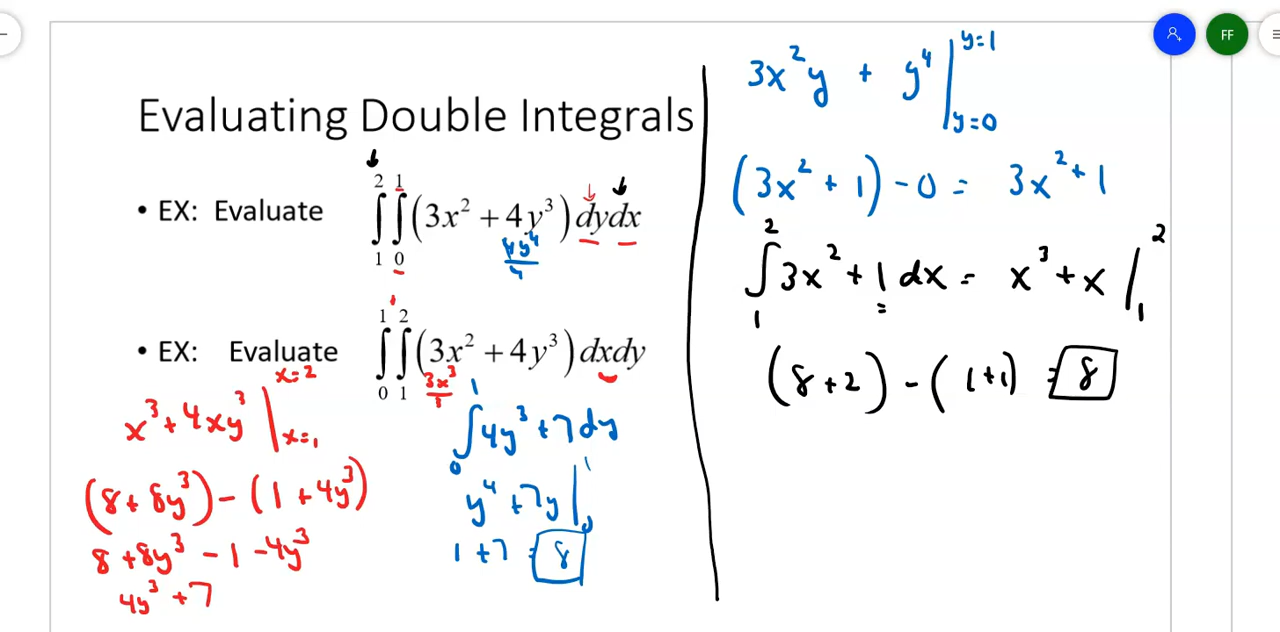 FF
Evaluating Double Integrals
• EX: Evaluate ∫₁² ∫₀¹ (3x² + 4y³) dydx
4y⁴/4
• EX: Evaluate ∫₀¹ ∫₁² (3x² + 4y³) dxdy
3x³/3
x³ + 4xy³ |ₓ₌₁ˣ⁼²
(8 + 8y³) - (1 + 4y³)
8 + 8y³ - 1 - 4y³
4y³ + 7
∫₀¹ 4y³ + 7 dy
y⁴ + 7y |₀¹
1 + 7 = 8
3x²y + y⁴ | y=1 y=0
(3x² + 1) - 0 = 3x² + 1
∫₁² 3x² + 1 dx = x³ + x |₁²
(8 + 2) - (1 + 1) = 8